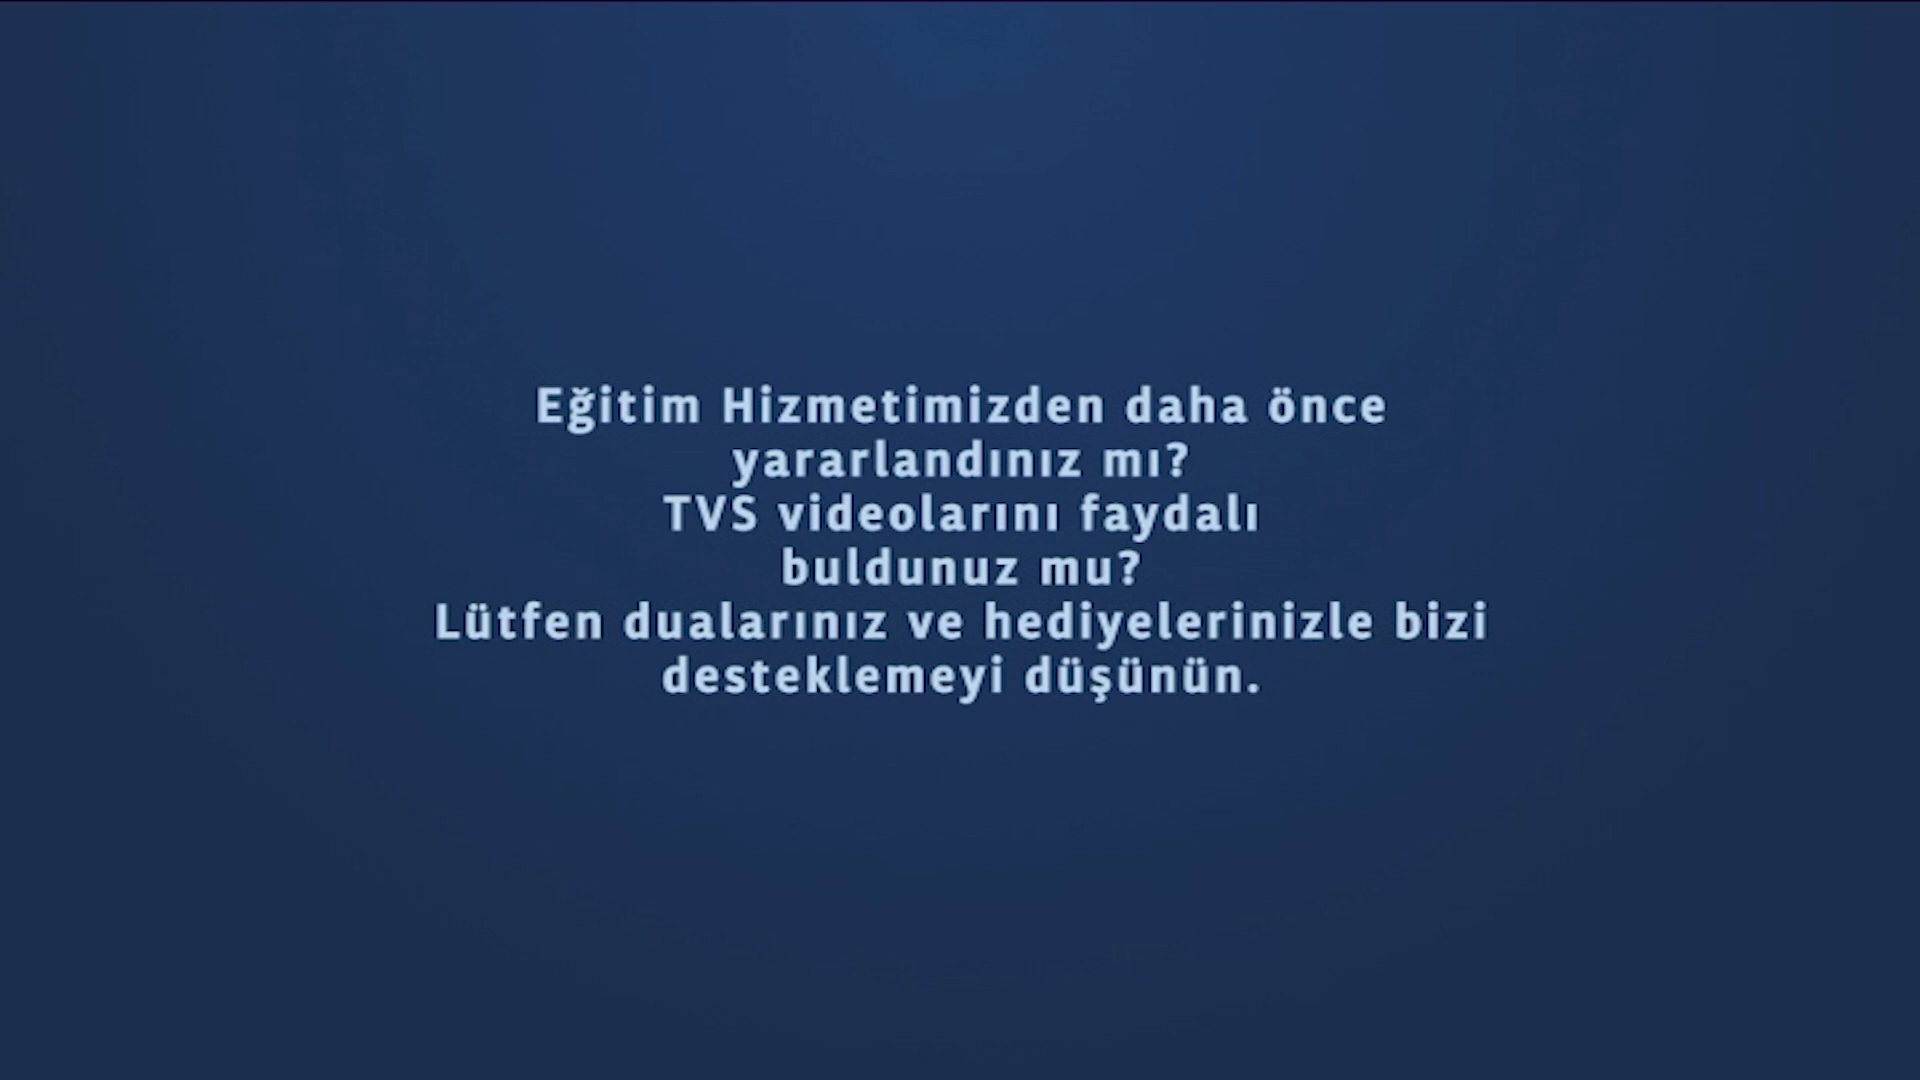 Eğitim Hizmetimizden daha önce
yararlandınız mı?
TVS videolarını faydalı
buldunuz mu?
Lütfen dualarınız ve hediyelerinizle bizi
desteklemeyi düşünün.